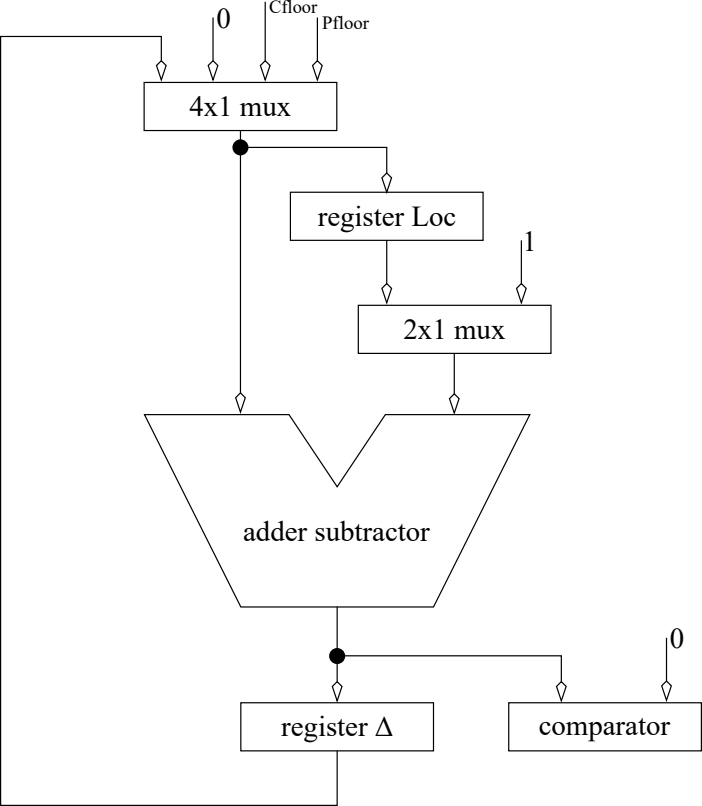 Cfloor
0
Pfloor
4x1 mux
register Loc
1
2x1 mux
adder subtractor
0
register Δ
comparator